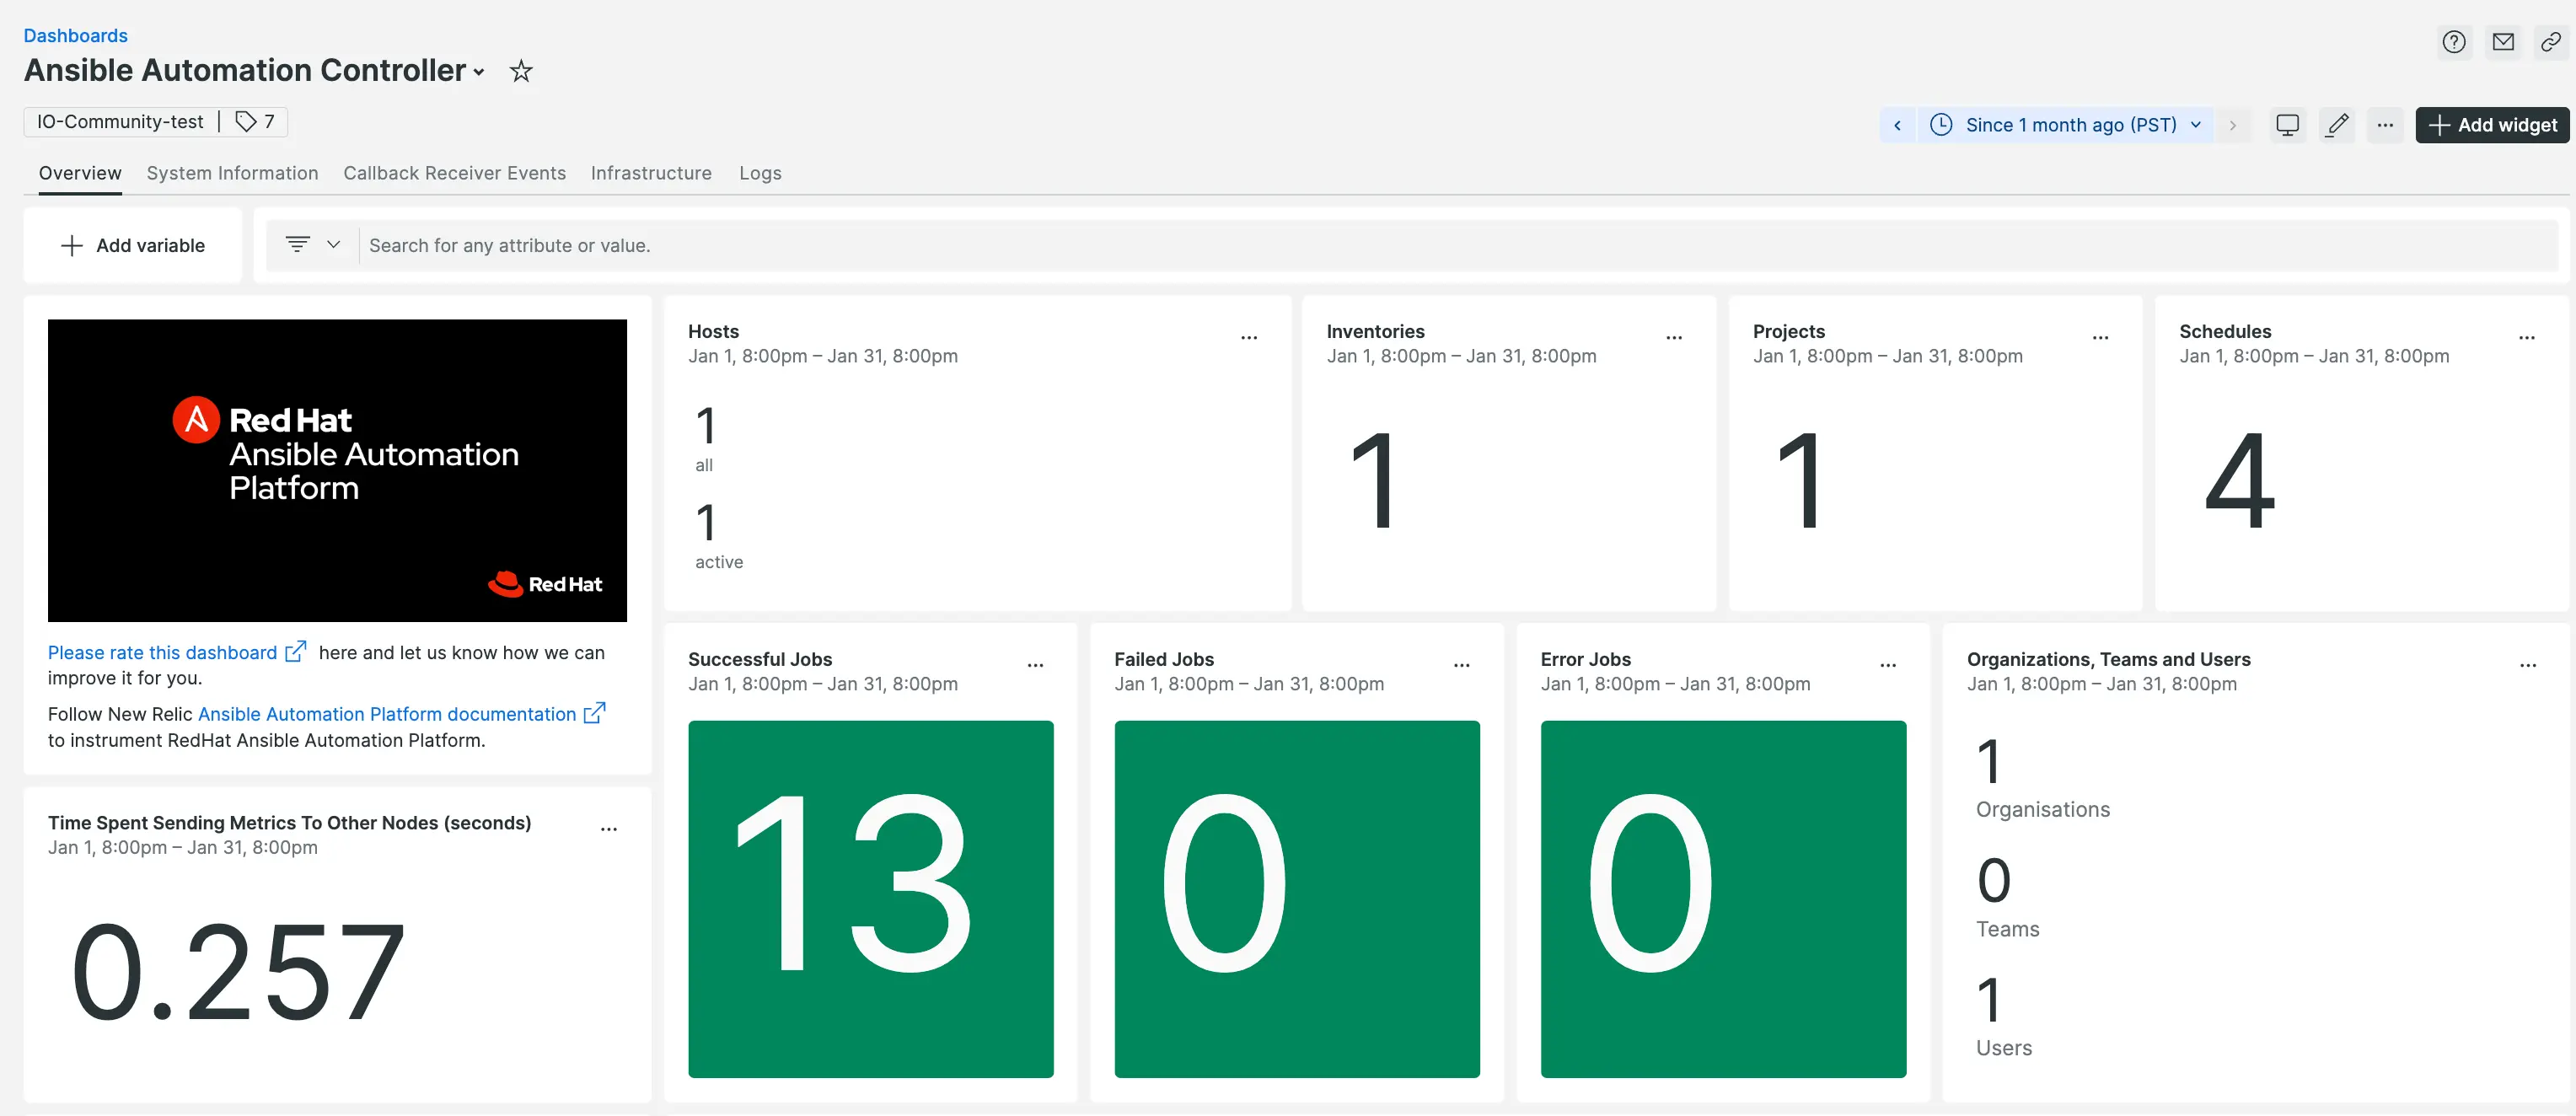 Dashboards
Ansible Automation Controller
IO-Community-test | 7
Since 1 month ago (PST)
...
Add widget
Overview
System Information
Callback Receiver Events
Infrastructure
Logs
Add variable
Search for any attribute or value.
Red Hat
Ansible Automation
Platform
Red Hat
Please rate this dashboard here and let us know how we can
improve it for you.
Follow New Relic Ansible Automation Platform documentation
to instrument RedHat Ansible Automation Platform.
Hosts
...
Jan 1, 8:00pm – Jan 31, 8:00pm
1
all
1
active
Inventories
...
Jan 1, 8:00pm – Jan 31, 8:00pm
1
Projects
...
Jan 1, 8:00pm – Jan 31, 8:00pm
1
Schedules
...
Jan 1, 8:00pm – Jan 31, 8:00pm
4
Time Spent Sending Metrics To Other Nodes (seconds)
...
Jan 1, 8:00pm – Jan 31, 8:00pm
0.257
Successful Jobs
...
Jan 1, 8:00pm – Jan 31, 8:00pm
13
Failed Jobs
...
Jan 1, 8:00pm – Jan 31, 8:00pm
0
Error Jobs
...
Jan 1, 8:00pm – Jan 31, 8:00pm
0
Organizations, Teams and Users
...
Jan 1, 8:00pm – Jan 31, 8:00pm
1
Organisations
0
Teams
1
Users